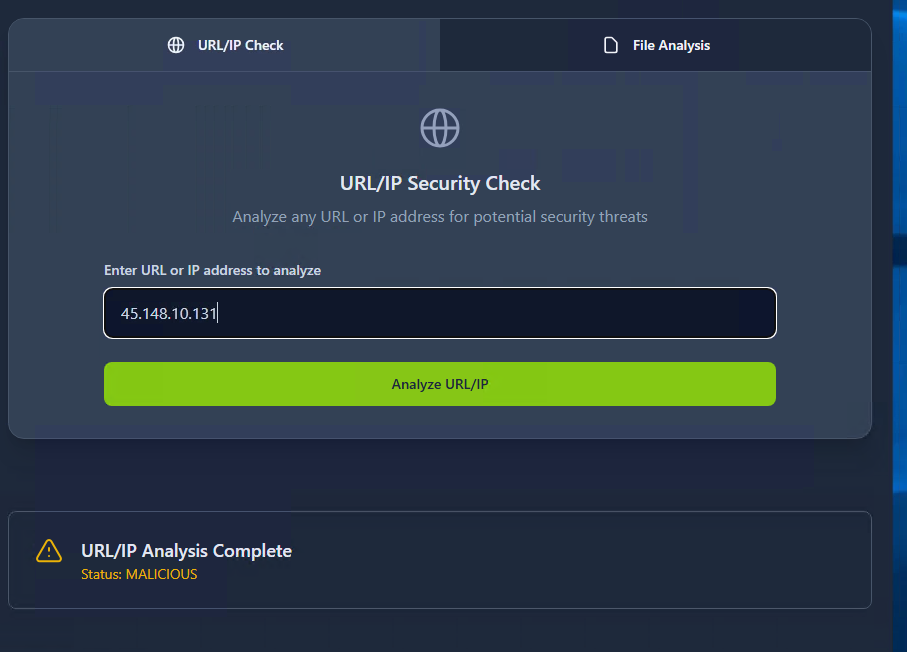 URL/IP Check
File Analysis
URL/IP Security Check
Analyze any URL or IP address for potential security threats
Enter URL or IP address to analyze
45.148.10.131
Analyze URL/IP
URL/IP Analysis Complete
Status: MALICIOUS